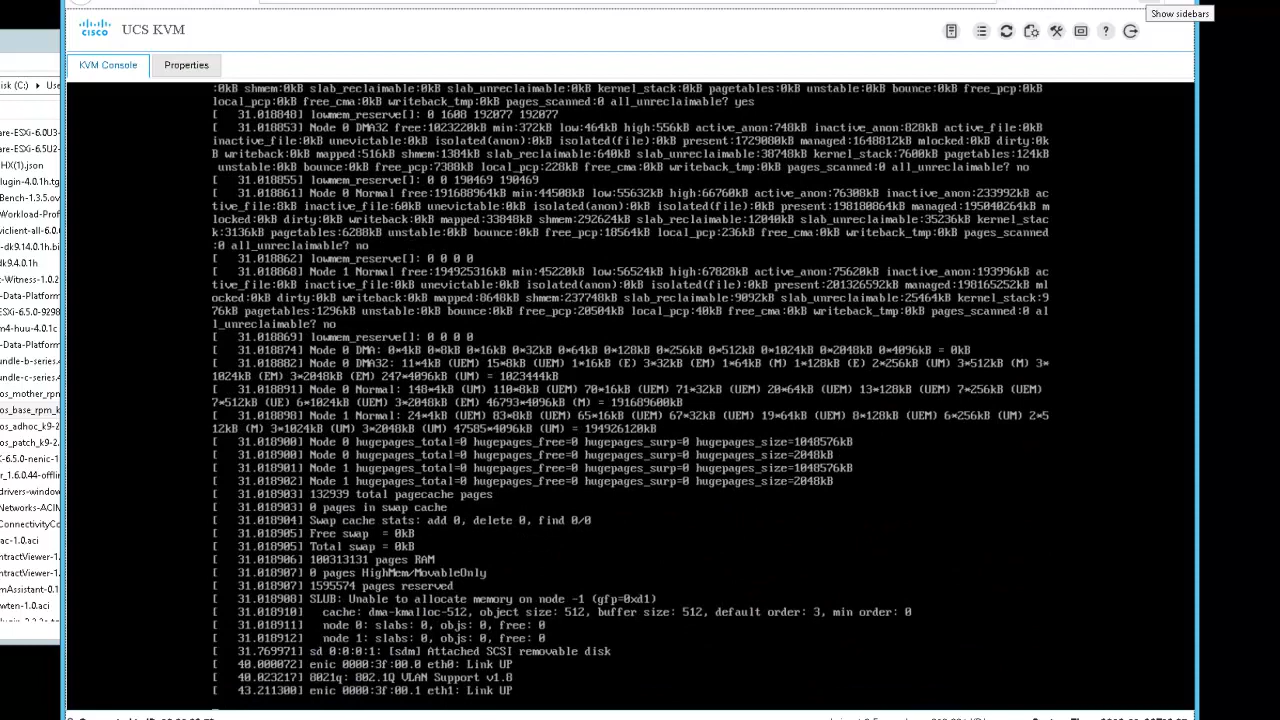 Show sidebars
cisco UCS KVM
KVM Console Properties
:0kB shmem:0kB slab_reclaimable:0kB slab_unreclaimable:0kB kernel_stack:0kB pagetables:0kB unstable:0kB bounce:0kB free_pcp:0kB
local_pcp:0kB free_cma:0kB writeback_tmp:0kB pages_scanned:0 all_unreclaimable? yes
[   31.018848] lowmem_reserve[]: 0 1608 192077 192077
[   31.018853] Node 0 DMA32 free:1023220kB min:372kB low:464kB high:556kB active_anon:748kB inactive_anon:828kB active_file:0kB
inactive_file:0kB unevictable:0kB isolated(anon):0kB isolated(file):0kB present:1729080kB managed:1648812kB mlocked:0kB dirty:0k
B writeback:0kB mapped:516kB shmem:1384kB slab_reclaimable:640kB slab_unreclaimable:38748kB kernel_stack:7600kB pagetables:124kB
unstable:0kB bounce:0kB free_pcp:7388kB local_pcp:228kB free_cma:0kB writeback_tmp:0kB pages_scanned:0 all_unreclaimable? no
[   31.018855] lowmem_reserve[]: 0 0 190469 190469
[   31.018861] Node 0 Normal free:191688964kB min:44508kB low:55632kB high:66760kB active_anon:76308kB inactive_anon:233992kB ac
tive_file:8kB inactive_file:60kB unevictable:0kB isolated(anon):0kB isolated(file):0kB present:198180864kB managed:195040264kB m
locked:0kB dirty:0kB writeback:0kB mapped:33848kB shmem:292624kB slab_reclaimable:12040kB slab_unreclaimable:35236kB kernel_stac
k:3136kB pagetables:6288kB unstable:0kB bounce:0kB free_pcp:18564kB local_pcp:236kB free_cma:0kB writeback_tmp:0kB pages_scanned
:0 all_unreclaimable? no
[   31.018862] lowmem_reserve[]: 0 0 0 0
[   31.018868] Node 1 Normal free:194925316kB min:45220kB low:56524kB high:67828kB active_anon:75620kB inactive_anon:193996kB ac
tive_file:0kB inactive_file:0kB unevictable:0kB isolated(anon):0kB isolated(file):0kB present:201326592kB managed:198165252kB ml
ocked:0kB dirty:0kB writeback:0kB mapped:8648kB shmem:237748kB slab_reclaimable:9092kB slab_unreclaimable:25464kB kernel_stack:9
76kB pagetables:1296kB unstable:0kB bounce:0kB free_pcp:20504kB local_pcp:40kB free_cma:0kB writeback_tmp:0kB pages_scanned:0 al
l_unreclaimable? no
[   31.018869] lowmem_reserve[]: 0 0 0 0
[   31.018874] Node 0 DMA: 0*4kB 0*8kB 0*16kB 0*32kB 0*64kB 0*128kB 0*256kB 0*512kB 0*1024kB 0*2048kB 0*4096kB = 0kB
[   31.018882] Node 0 DMA32: 11*4kB (UEM) 15*8kB (UEM) 1*16kB (E) 3*32kB (EM) 1*64kB (M) 1*128kB (E) 2*256kB (UM) 3*512kB (M) 3*
1024kB (EM) 3*2048kB (EM) 247*4096kB (UM) = 1023444kB
[   31.018891] Node 0 Normal: 148*4kB (UEM) 110*8kB (UEM) 70*16kB (UEM) 71*32kB (UEM) 20*64kB (UEM) 13*128kB (UEM) 7*256kB (UEM)
7*512kB (UE) 6*1024kB (UEM) 3*2048kB (EM) 46793*4096kB (M) = 191689600kB
[   31.018898] Node 1 Normal: 24*4kB (UEM) 83*8kB (UEM) 65*16kB (UEM) 67*32kB (UEM) 19*64kB (UEM) 8*128kB (UEM) 6*256kB (UEM) 2*5
12kB (M) 3*1024kB (UM) 3*2048kB (UM) 47585*4096kB (UM) = 194926120kB
[   31.018900] Node 0 hugepages_total=0 hugepages_free=0 hugepages_surp=0 hugepages_size=1048576kB
[   31.018900] Node 0 hugepages_total=0 hugepages_free=0 hugepages_surp=0 hugepages_size=2048kB
[   31.018901] Node 1 hugepages_total=0 hugepages_free=0 hugepages_surp=0 hugepages_size=1048576kB
[   31.018902] Node 1 hugepages_total=0 hugepages_free=0 hugepages_surp=0 hugepages_size=2048kB
[   31.018903] 132939 total pagecache pages
[   31.018903] 0 pages in swap cache
[   31.018904] Swap cache stats: add 0, delete 0, find 0/0
[   31.018905] Free swap  = 0kB
[   31.018905] Total swap = 0kB
[   31.018906] 100313131 pages RAM
[   31.018907] 0 pages HighMem/MovableOnly
[   31.018907] 1595574 pages reserved
[   31.018908] SLUB: Unable to allocate memory on node -1 (gfp=0xd1)
[   31.018910]   cache: dma-kmalloc-512, object size: 512, buffer size: 512, default order: 3, min order: 0
[   31.018911]   node 0: slabs: 0, objs: 0, free: 0
[   31.018912]   node 1: slabs: 0, objs: 0, free: 0
[   31.769971] sd 0:0:0:1: [sdm] Attached SCSI removable disk
[   40.000072] enic 0000:3f:00.0 eth0: Link UP
[   40.023217] 8021q: 802.1Q VLAN Support v1.8
[   43.211300] enic 0000:3f:00.1 eth1: Link UP